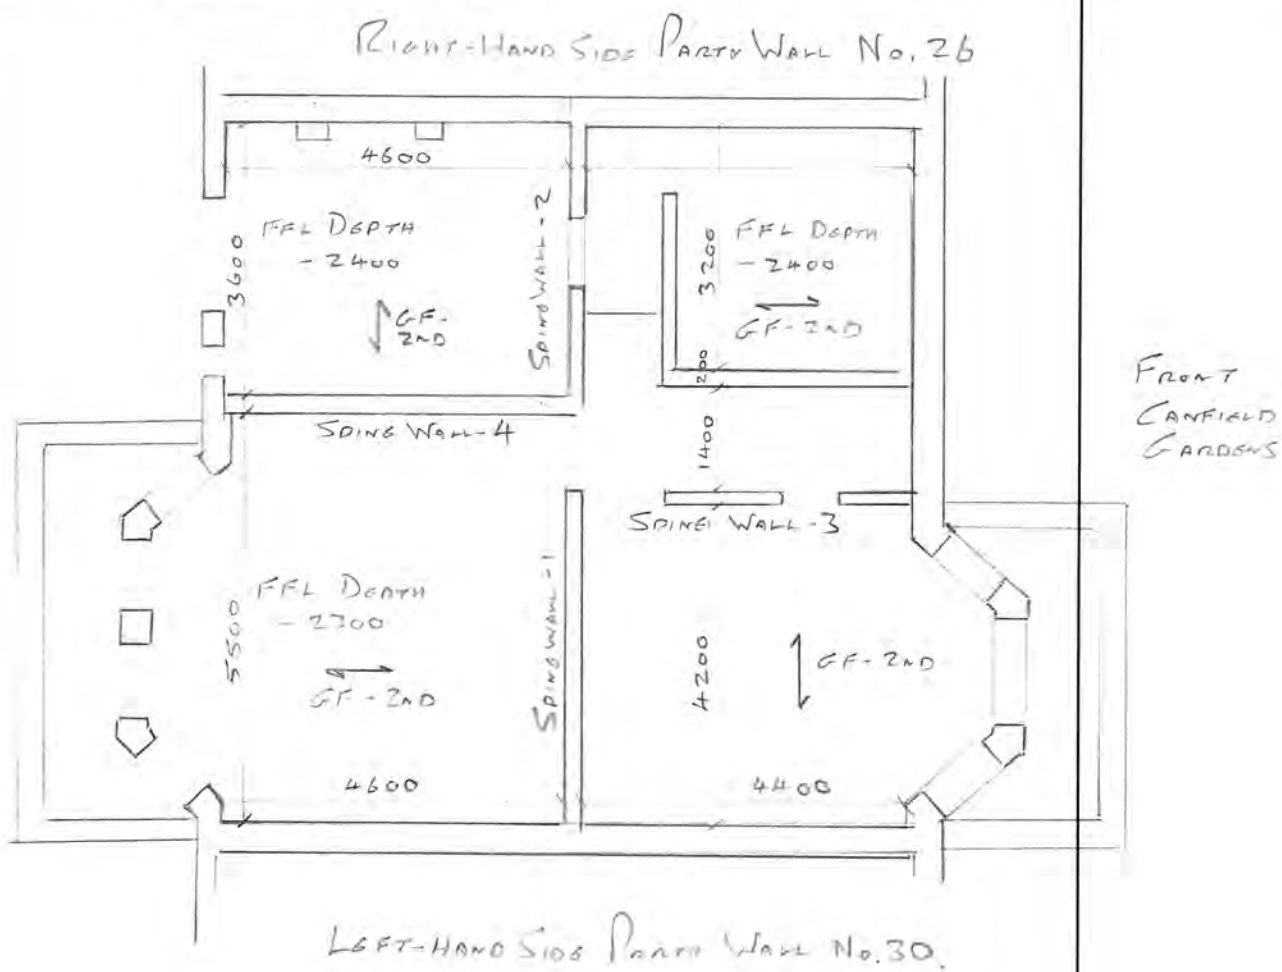 RIGHT-HAND SIDE PARTY WALL No. 26
4600
FFL DEPTH
- 2400
3600
GF-
2ND
SPINE WALL-2
3200
FFL DEPTH
- 2400
GF-2ND
200
SPINE WALL-4
1400
SPINE WALL-3
FRONT
CANFIELD
GARDENS
FFL DEPTH
- 2700
5500
GF-2ND
SPINE WALL-1
4200
GF-2ND
4600
4400
LEFT-HAND SIDE PARTY WALL No. 30.